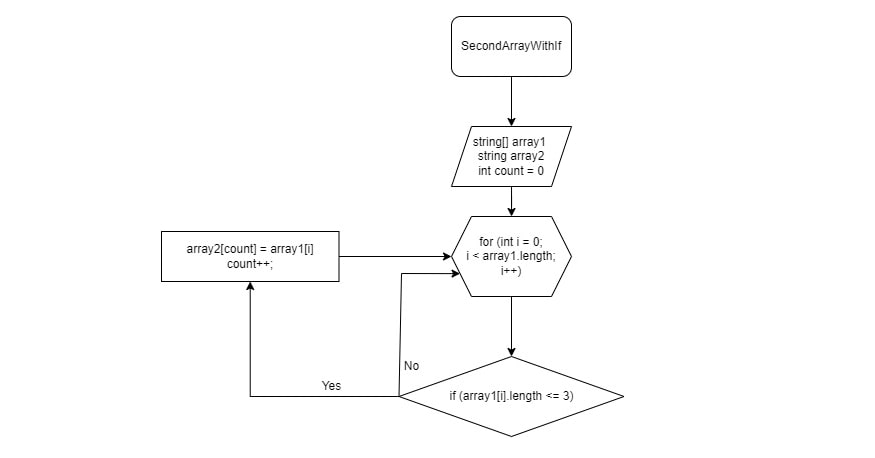 SecondArrayWithIf
string[] array1
string array2
int count = 0
for (int i = 0;
i < array1.length;
i++)
array2[count] = array1[i]
count++;
No
Yes
if (array1[i].length <= 3)